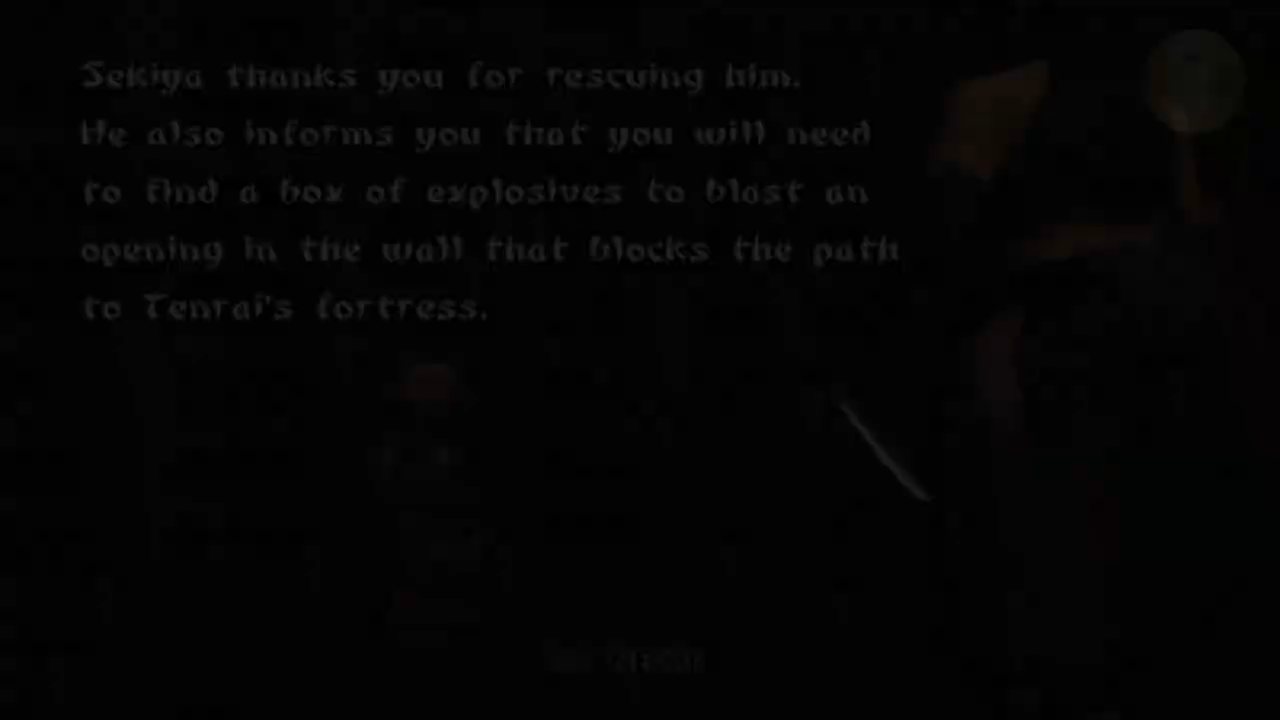 Sekiya thanks you for rescuing him.
He also informs you that you will need
to find a box of explosives to blast an
opening in the wall that blocks the path
to Tenrai's fortress.